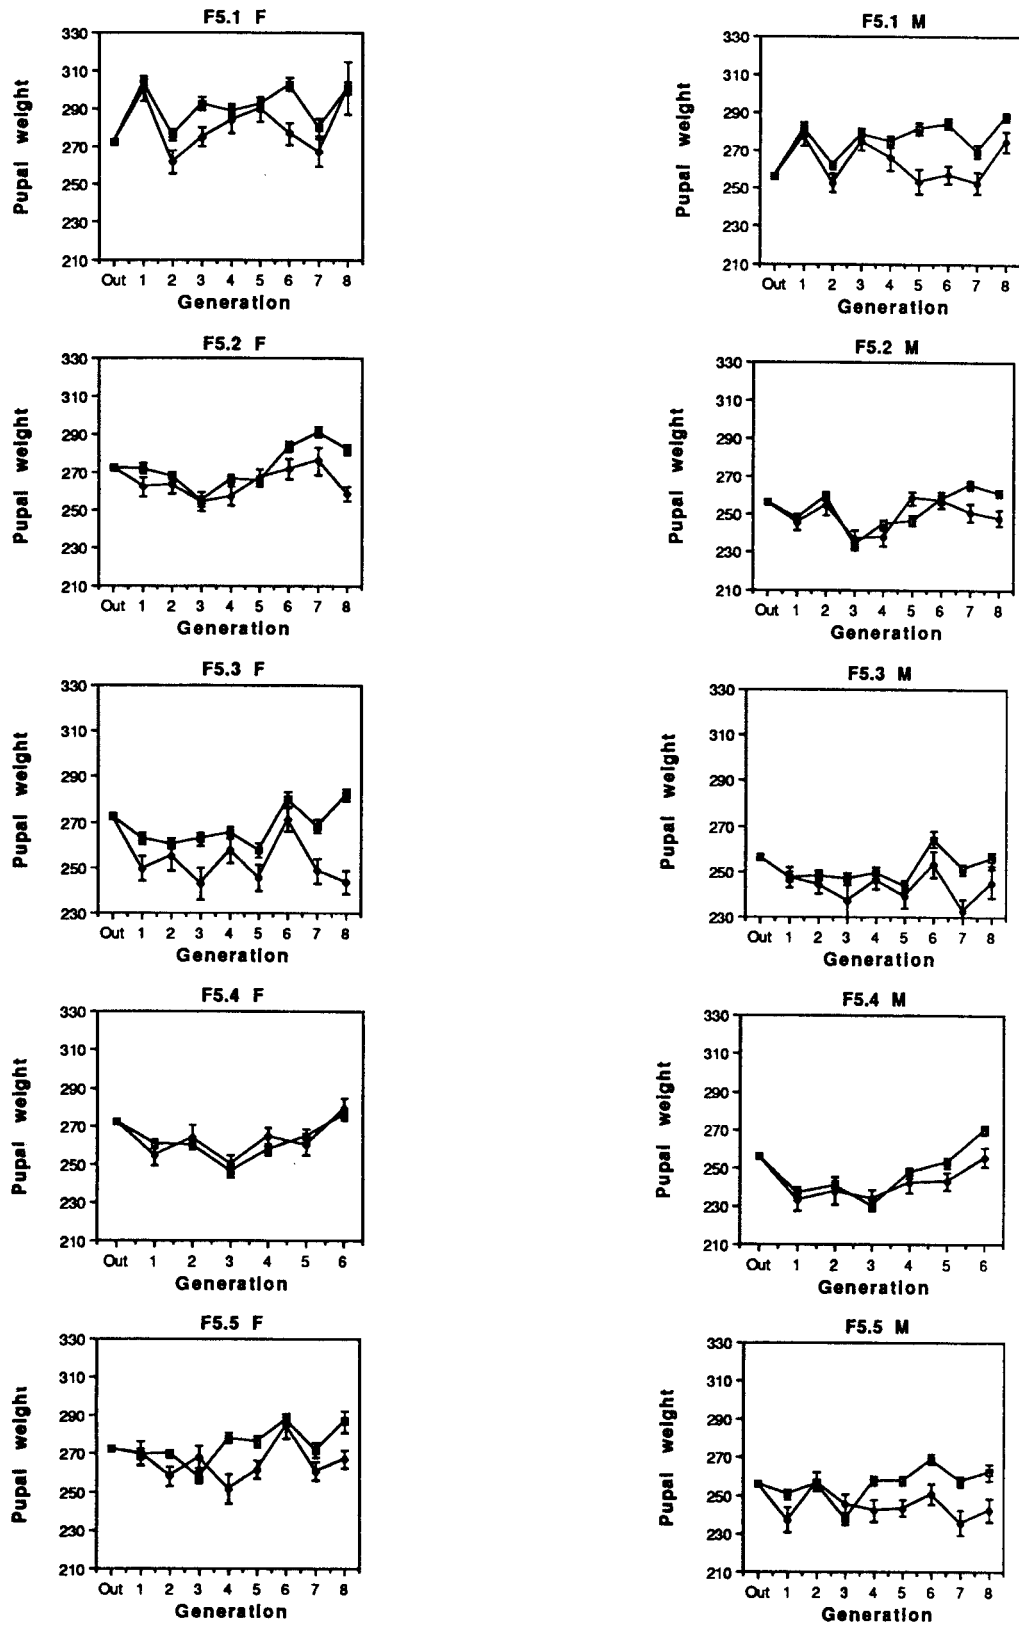 F5.1 F
Pupal weight
330
310
290
270
250
230
210
Out 1 2 3 4 5 6 7 8
Generation
F5.1 M
Pupal weight
330
310
290
270
250
230
210
Out 1 2 3 4 5 6 7 8
Generation
F5.2 F
Pupal weight
330
310
290
270
250
230
210
Out 1 2 3 4 5 6 7 8
Generation
F5.2 M
Pupal weight
330
310
290
270
250
230
210
Out 1 2 3 4 5 6 7 8
Generation
F5.3 F
Pupal weight
330
310
290
270
250
230
Out 1 2 3 4 5 6 7 8
Generation
F5.3 M
Pupal weight
330
310
290
270
250
230
Out 1 2 3 4 5 6 7 8
Generation
F5.4 F
Pupal weight
330
310
290
270
250
230
210
Out 1 2 3 4 5 6
Generation
F5.4 M
Pupal weight
330
310
290
270
250
230
210
Out 1 2 3 4 5 6
Generation
F5.5 F
Pupal weight
330
310
290
270
250
230
210
Out 1 2 3 4 5 6 7 8
Generation
F5.5 M
Pupal weight
330
310
290
270
250
230
210
Out 1 2 3 4 5 6 7 8
Generation